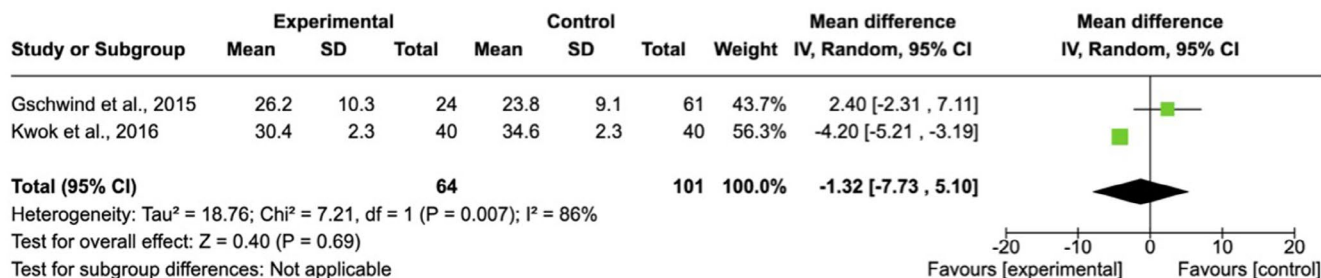 Experimental Control Mean difference Mean difference
Study or Subgroup Mean SD Total Mean SD Total Weight IV, Random, 95% CI IV, Random, 95% CI
Gschwind et al., 2015 26.2 10.3 24 23.8 9.1 61 43.7% 2.40 [-2.31 , 7.11]
Kwok et al., 2016 30.4 2.3 40 34.6 2.3 40 56.3% -4.20 [-5.21 , -3.19]
Total (95% CI) 64 101 100.0% -1.32 [-7.73 , 5.10]
Heterogeneity: Tau² = 18.76; Chi² = 7.21, df = 1 (P = 0.007); I² = 86%
Test for overall effect: Z = 0.40 (P = 0.69)
-20 -10 0 10 20
Test for subgroup differences: Not applicable Favours [experimental] Favours [control]